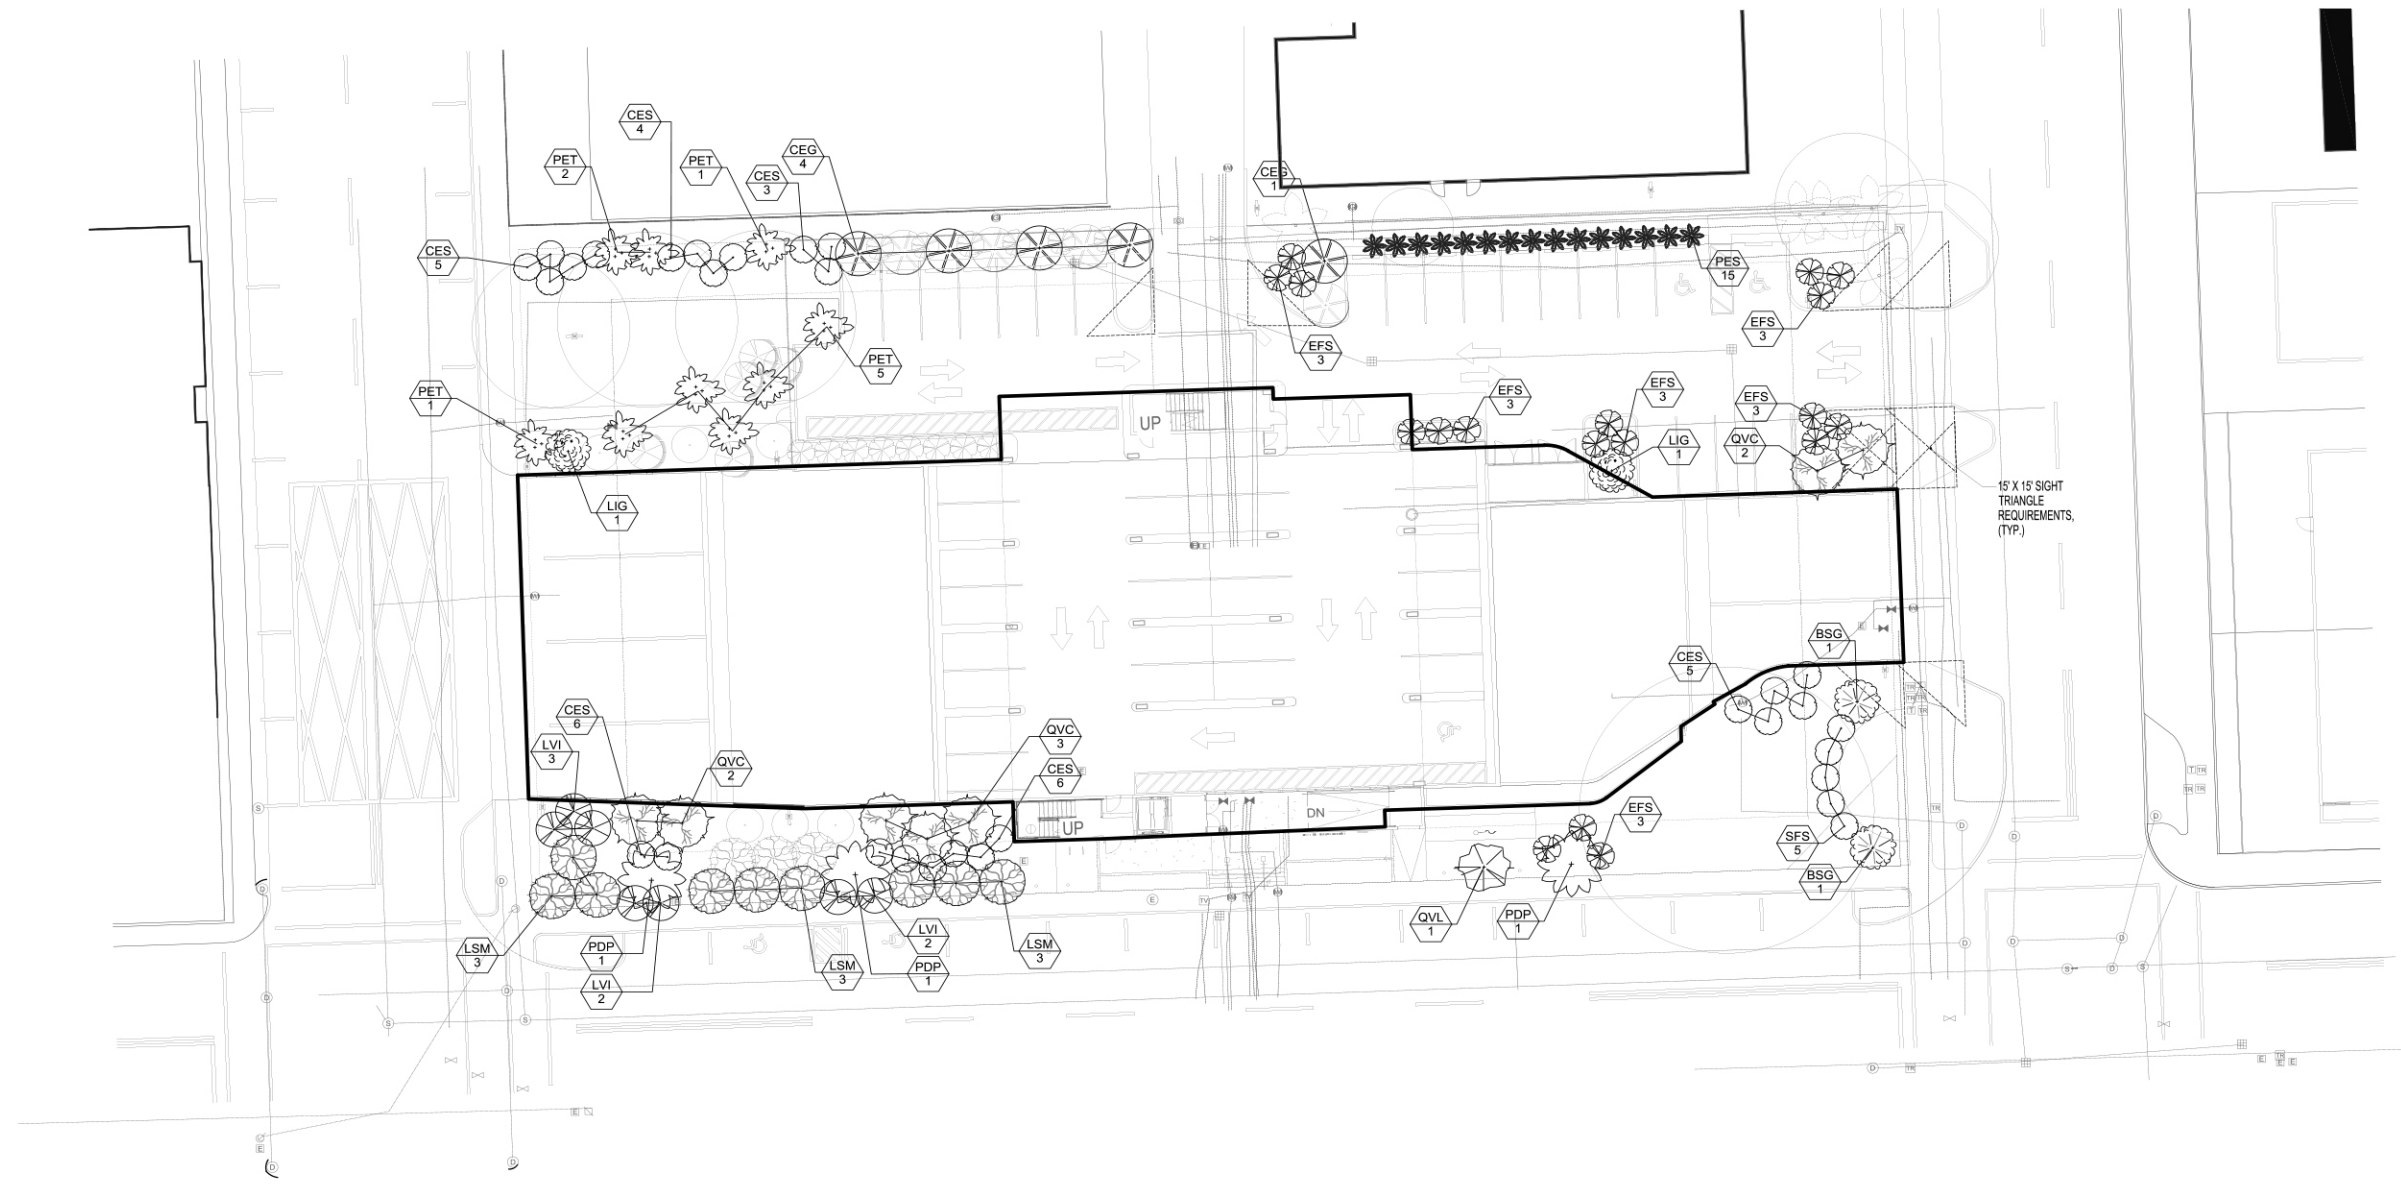 CES
4
PET
2
PET
1
CEG
4
CES
3
CEG
1
CES
5
PES
15
EFS
3
EFS
3
PET
5
PET
1
EFS
3
EFS
3
EFS
3
UP
LIG
1
QVC
2
15' X 15' SIGHT
TRIANGLE
REQUIREMENTS,
(TYP.)
LIG
1
BSG
1
CES
5
CES
6
LVI
3
QVC
2
QVC
3
CES
6
UP
DN
EFS
3
SFS
5
BSG
1
QVL
1
PDP
1
LSM
3
PDP
1
LVI
2
LSM
3
PDP
1
LVI
2
LSM
3